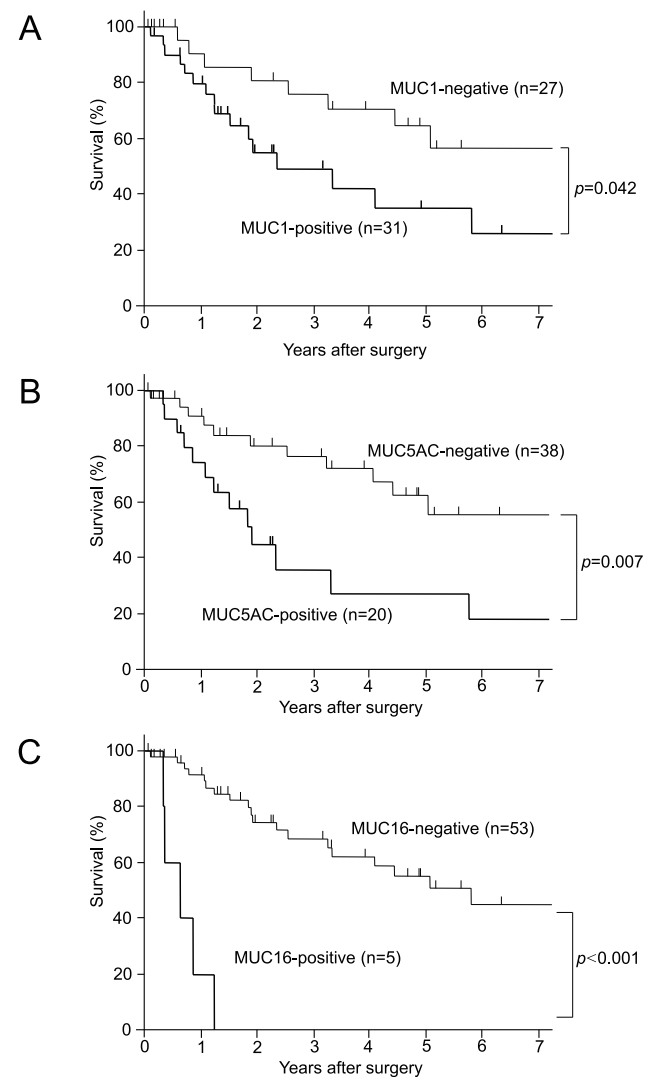 A
100
80
60
40
20
0
Survival (%)
MUC1-negative (n=27)
MUC1-positive (n=31)
p=0.042
0 1 2 3 4 5 6 7
Years after surgery
B
100
80
60
40
20
0
Survival (%)
MUC5AC-negative (n=38)
MUC5AC-positive (n=20)
p=0.007
0 1 2 3 4 5 6 7
Years after surgery
C
100
80
60
40
20
0
Survival (%)
MUC16-negative (n=53)
MUC16-positive (n=5)
p<0.001
0 1 2 3 4 5 6 7
Years after surgery